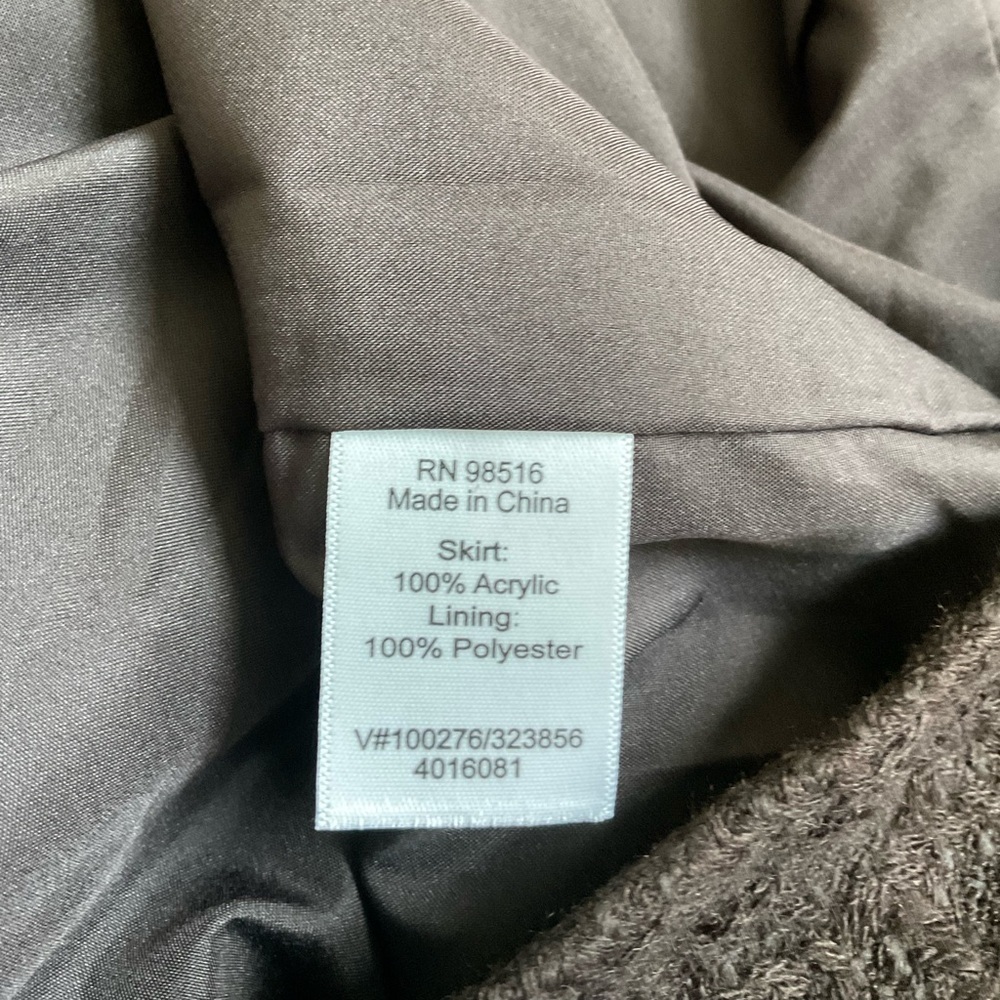 RN 98516
Made in China
Skirt:
100% Acrylic
Lining:
100% Polyester
V#100276/323856
4016081